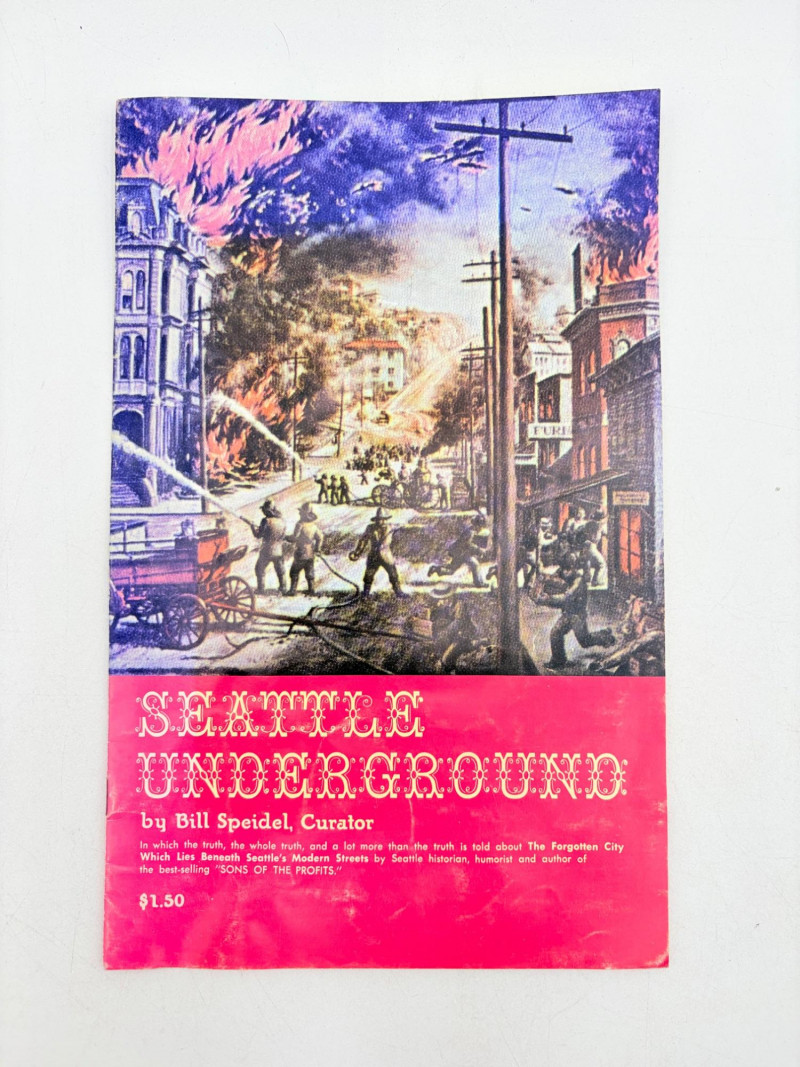 FURN
SEATTLE
UNDERGROUND
by Bill Speidel, Curator
In which the truth, the whole truth, and a lot more than the truth is told about The Forgotten City
Which Lies Beneath Seattle's Modern Streets by Seattle historian, humorist and author of
the best-selling "SONS OF THE PROFITS."
$1.50